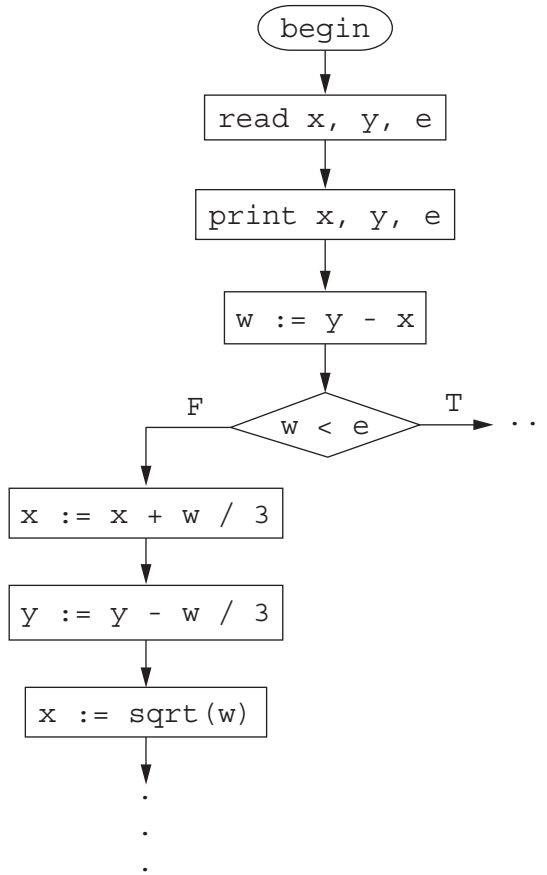 begin
read x, y, e
print x, y, e
w := y - x
F
w < e
T
x := x + w / 3
y := y - w / 3
x := sqrt(w)